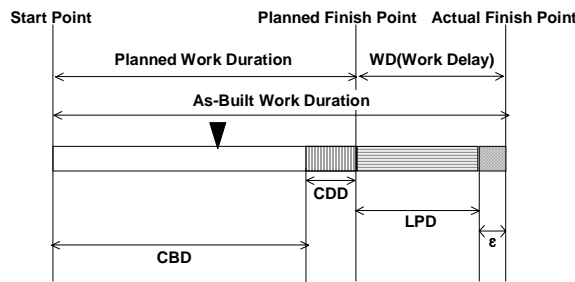 Start Point Planned Finish Point Actual Finish Point
Planned Work Duration WD(Work Delay)
As-Built Work Duration
CDD
LPD
ε
CBD